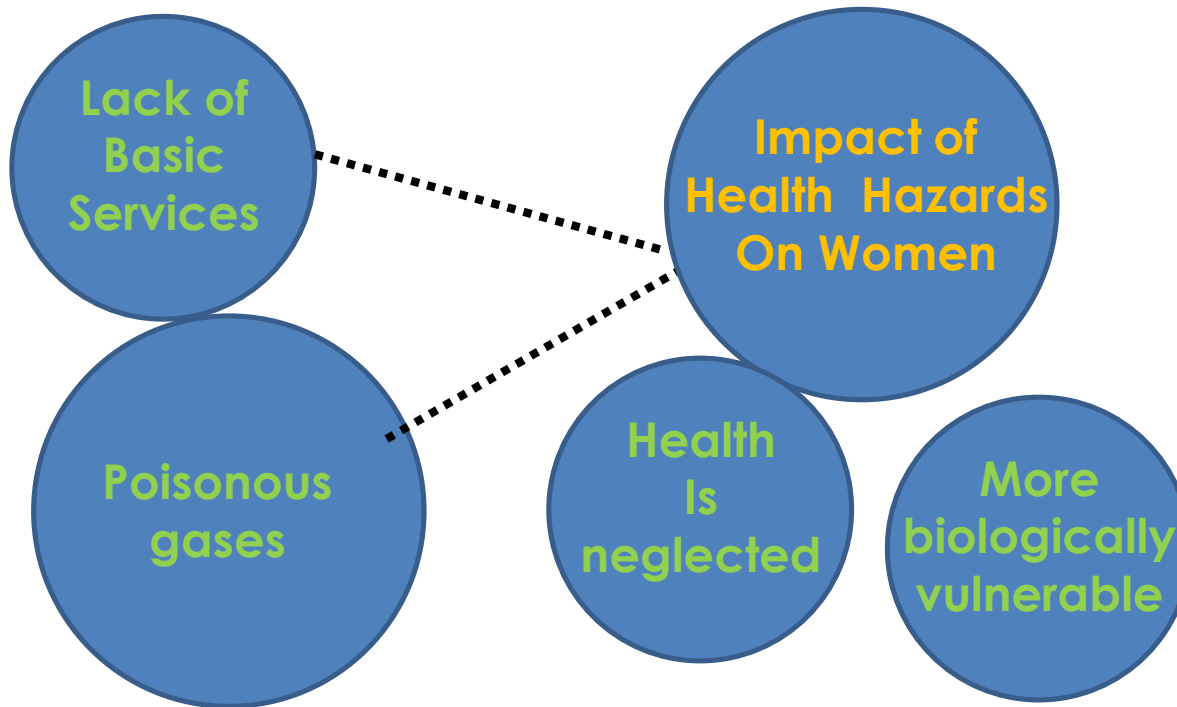 Lack of
Basic
Services
Impact of
Health Hazards
On Women
Poisonous
gases
Health
Is
neglected
More
biologically
vulnerable